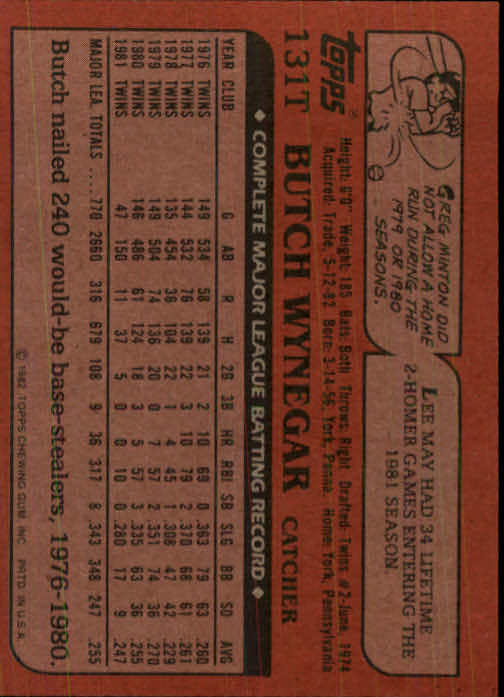 GREG MINTON DID
NOT ALLOW A HOME
RUN DURING THE
1979 OR 1980
SEASONS.
LEE MAY HAD 34 LIFETIME
2-HOMER GAMES ENTERING THE
1981 SEASON.
TOPPS®
131T BUTCH WYNEGAR CATCHER
Height: 6'0" Weight: 185 Bats: Both Throws: Right Drafted: Twins #2-June, 1974
Acquired: Trade, 5-12-82 Born: 3-14-56, York, Penna. Home: York, Pennsylvania
◆ COMPLETE MAJOR LEAGUE BATTING RECORD ◆
YEAR CLUB G AB R H 2B 3B HR RBI SB SLG BB SO AVG
1976 TWINS 149 534 58 139 21 2 10 69 0 .363 79 63 .260
1977 TWINS 144 532 76 139 22 3 10 79 2 .370 68 61 .261
1978 TWINS 135 454 36 104 22 1 4 45 1 .308 47 42 .229
1979 TWINS 149 504 74 136 20 0 7 57 2 .351 74 36 .270
1980 TWINS 146 486 61 124 18 3 5 57 3 .335 63 36 .255
1981 TWINS 47 150 11 37 5 0 0 10 0 .280 17 9 .247
MAJOR LEA. TOTALS .... 770 2660 316 679 108 9 36 317 8 .343 348 247 .255
Butch nailed 240 would-be base-stealers, 1976-1980.
© 1982 TOPPS CHEWING GUM, INC. PRTD. IN U.S.A.